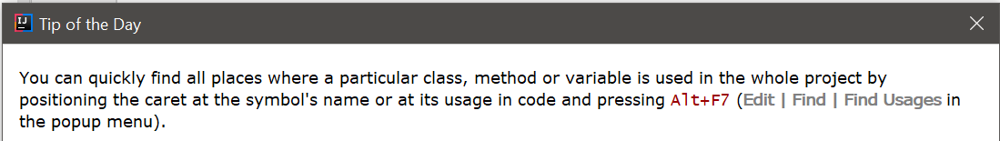 IJ
Tip of the Day
You can quickly find all places where a particular class, method or variable is used in the whole project by
positioning the caret at the symbol's name or at its usage in code and pressing Alt+F7 (Edit | Find | Find Usages in
the popup menu).